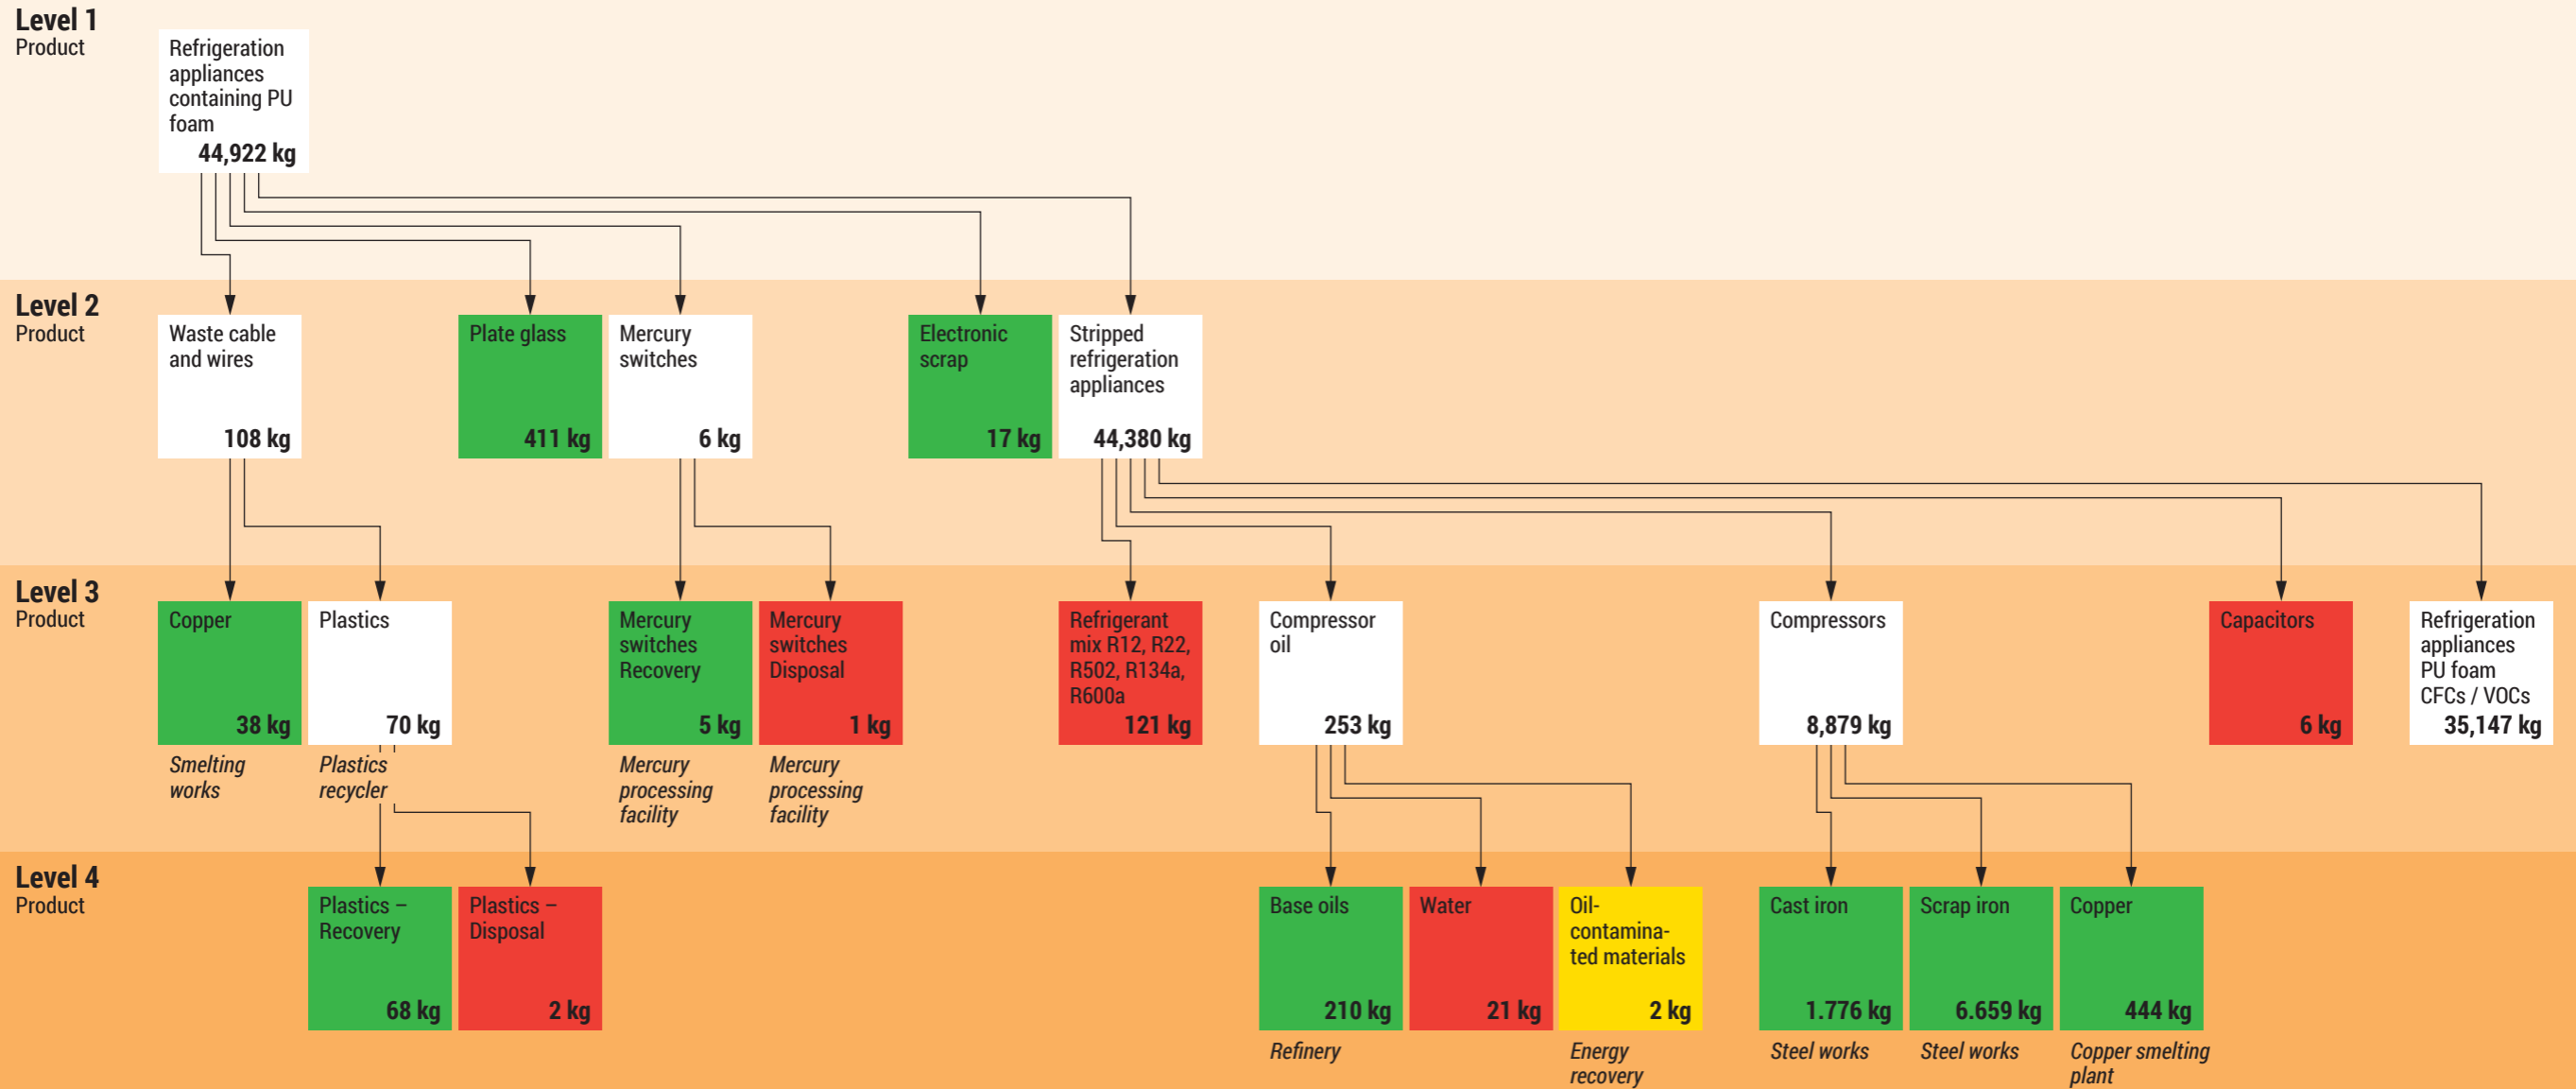 Level 1
Product
Refrigeration
appliances
containing PU
foam
44,922 kg
Level 2
Product
Waste cable
and wires
108 kg
Plate glass
411 kg
Mercury
switches
6 kg
Electronic
scrap
17 kg
Stripped
refrigeration
appliances
44,380 kg
Level 3
Product
Copper
38 kg
Smelting
works
Plastics
70 kg
Plastics
recycler
Mercury
switches
Recovery
5 kg
Mercury
processing
facility
Mercury
switches
Disposal
1 kg
Mercury
processing
facility
Refrigerant
mix R12, R22,
R502, R134a,
R600a
121 kg
Compressor
oil
253 kg
Compressors
8,879 kg
Capacitors
6 kg
Refrigeration
appliances
PU foam
CFCs / VOCs
35,147 kg
Level 4
Product
Plastics –
Recovery
68 kg
Plastics –
Disposal
2 kg
Base oils
210 kg
Refinery
Water
21 kg
Oil-
contamina-
ted materials
2 kg
Energy
recovery
Cast iron
1.776 kg
Steel works
Scrap iron
6.659 kg
Steel works
Copper
444 kg
Copper smelting
plant